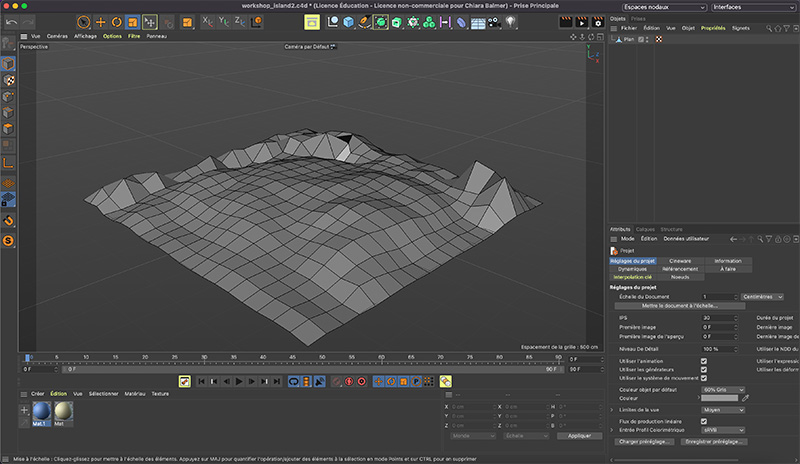 workshop_island2.c4d * (Licence Éducation - Licence non-commerciale pour Chiara Balmer) - Prise Principale
Espaces nodaux
Interfaces
Objets Prises
Fichier Édition Vue Objet Propriétés Signets
Plan
Vue Caméras Affichage Options Filtre Panneau
Perspective
Caméra par Défaut
Y
Z
X
Espacement de la grille : 500 cm
Attributs Calques Structure
Mode Édition Données utilisateur
Projet
Réglages du projet Cineware Information
Dynamiques Référencement À faire
Interpolation clé Noeuds
Réglages du projet
Échelle du Document 1 Centimètres
Mettre le document à l'échelle...
IPS 30 Durée du projet
Première image 0 F Dernière image
Première image de l'aperçu 0 F Dernière image de
Niveau De Détail 100 % Utiliser le NDD du
Utiliser l'animation Utiliser l'express
Utiliser les générateurs Utiliser les défor
Utiliser le système de mouvement
Couleur objet par défaut 60% Gris
Couleur
Limites de la vue Moyen
Flux de production linéaire
Entrée Profil Colorimétrique sRVB
Charger préréglage... Enregistrer préréglage...
0 5 10 15 20 25 30 35 40 45 50 55 60 65 70 75 80 85 90 0 F
0 F 0 F 90 F 90 F
Créer Édition Vue Sélectionner Matériau Texture
Mat.1 Mat
X 0 cm X 0 cm H 0°
Y 0 cm Y 0 cm P 0°
Z 0 cm Z 0 cm B 0°
Monde Échelle Appliquer
Mise à l'échelle : Cliquez-glissez pour mettre à l'échelle des éléments. Appuyez sur MAJ pour quantifier l'opération/ajouter des éléments à la sélection en mode Points et sur CTRL pour en supprimer